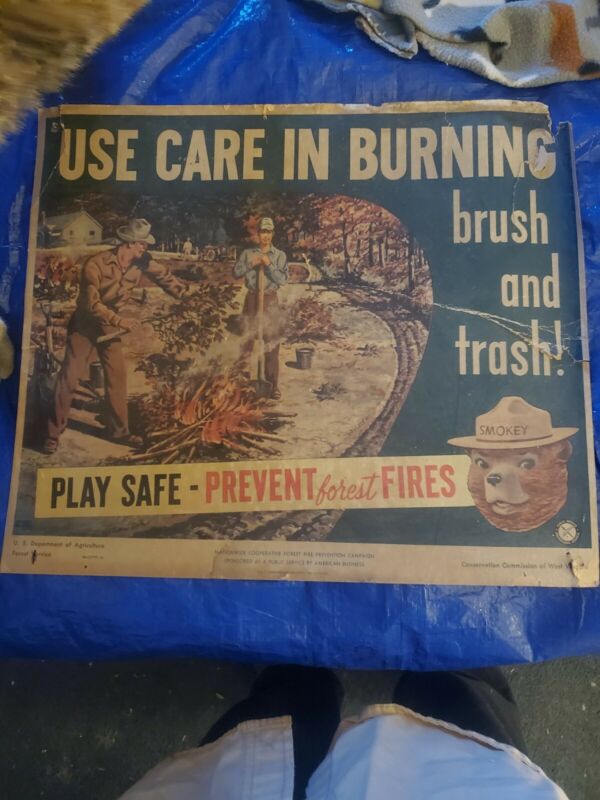 USE CARE IN BURNING
brush
and
trash!
SMOKEY
PLAY SAFE - PREVENT forest FIRES
U. S. Department of Agriculture
Forest Service
NATIONWIDE COOPERATIVE FOREST FIRE PREVENTION CAMPAIGN
SPONSORED AS A PUBLIC SERVICE BY AMERICAN BUSINESS
Conservation Commission of West